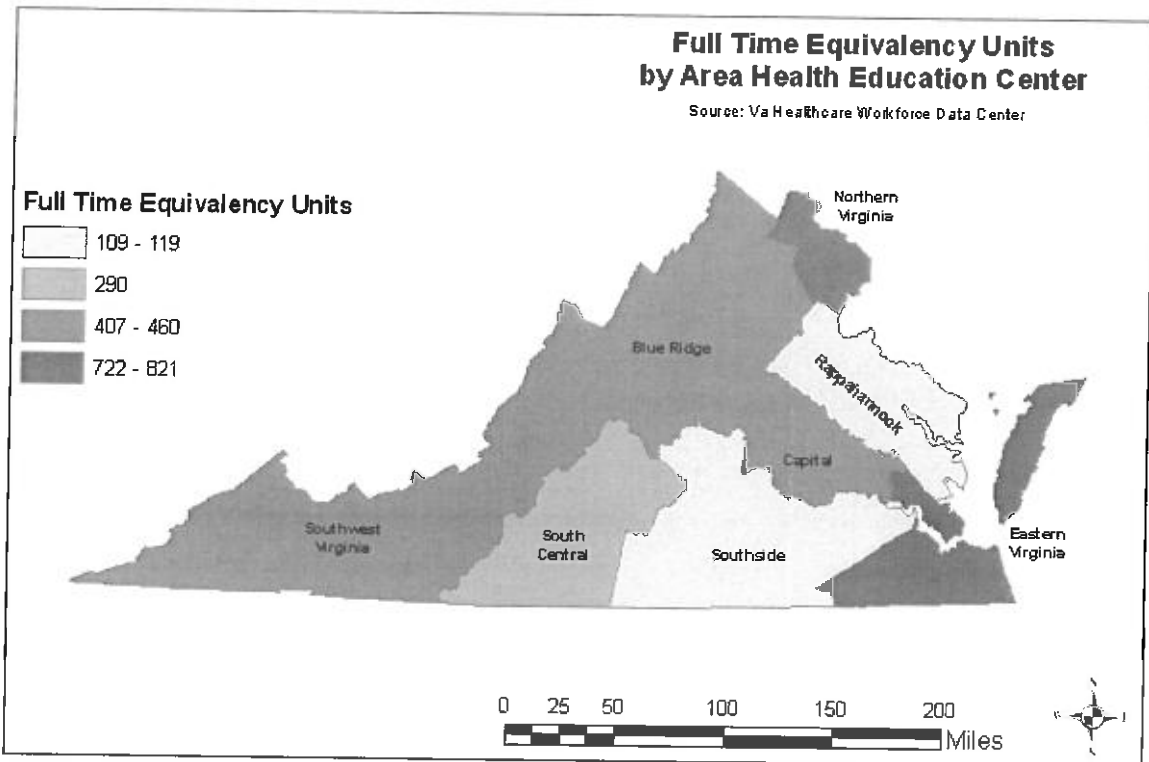 Full Time Equivalency Units
by Area Health Education Center
Source: Va Healthcare Workforce Data Center
Full Time Equivalency Units
109 - 119
290
407 - 460
722 - 821
Northern
Virginia
Blue Ridge
Rappahannock
Capital
Southwest
Virginia
South
Central
Southside
Eastern
Virginia
0 25 50 100 150 200
Miles